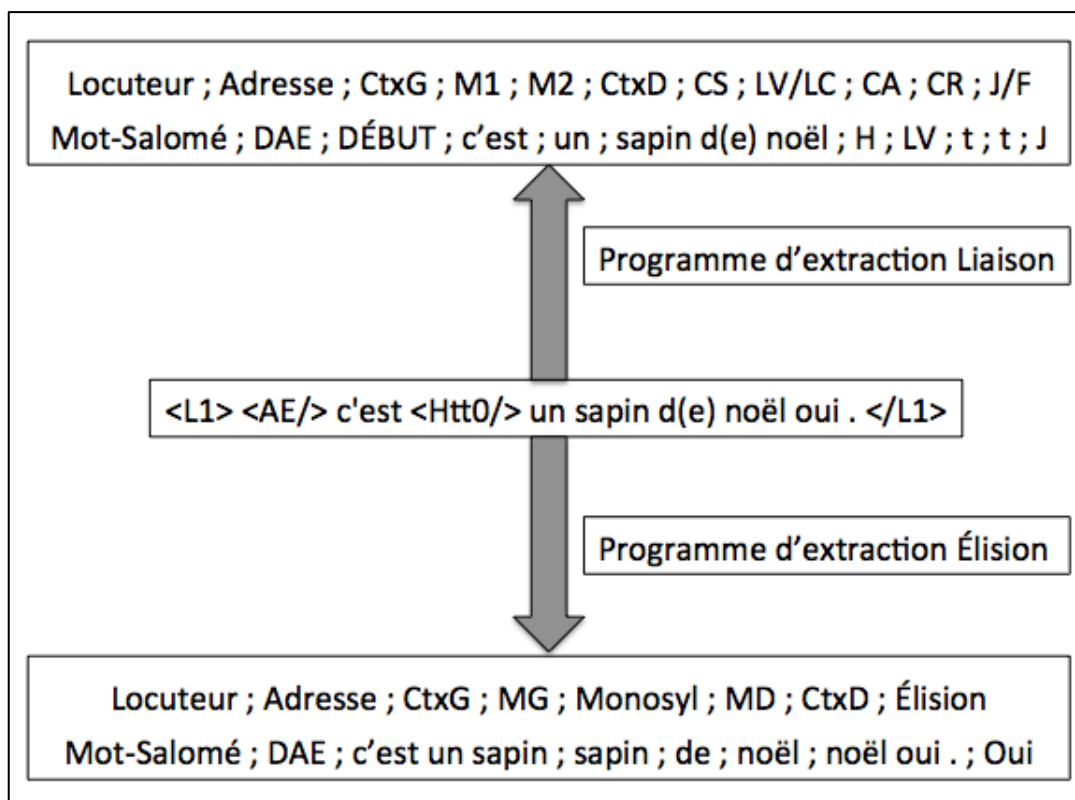 Locuteur ; Adresse ; CtxG ; M1 ; M2 ; CtxD ; CS ; LV/LC ; CA ; CR ; J/F
Mot-Salomé ; DAE ; DÉBUT ; c’est ; un ; sapin d(e) noël ; H ; LV ; t ; t ; J
Programme d’extraction Liaison
<L1> <AE/> c'est <Htt0/> un sapin d(e) noël oui . </L1>
Programme d’extraction Élision
Locuteur ; Adresse ; CtxG ; MG ; Monosyl ; MD ; CtxD ; Élision
Mot-Salomé ; DAE ; c’est un sapin ; sapin ; de ; noël ; noël oui . ; Oui